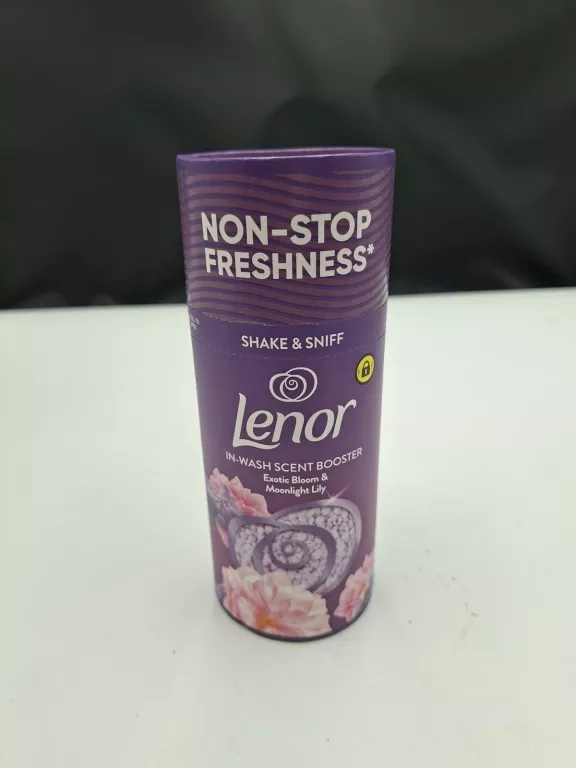 NON-STOP
FRESHNESS*
SHAKE & SNIFF
Lenor
IN-WASH SCENT BOOSTER
Exotic Bloom &
Moonlight Lily